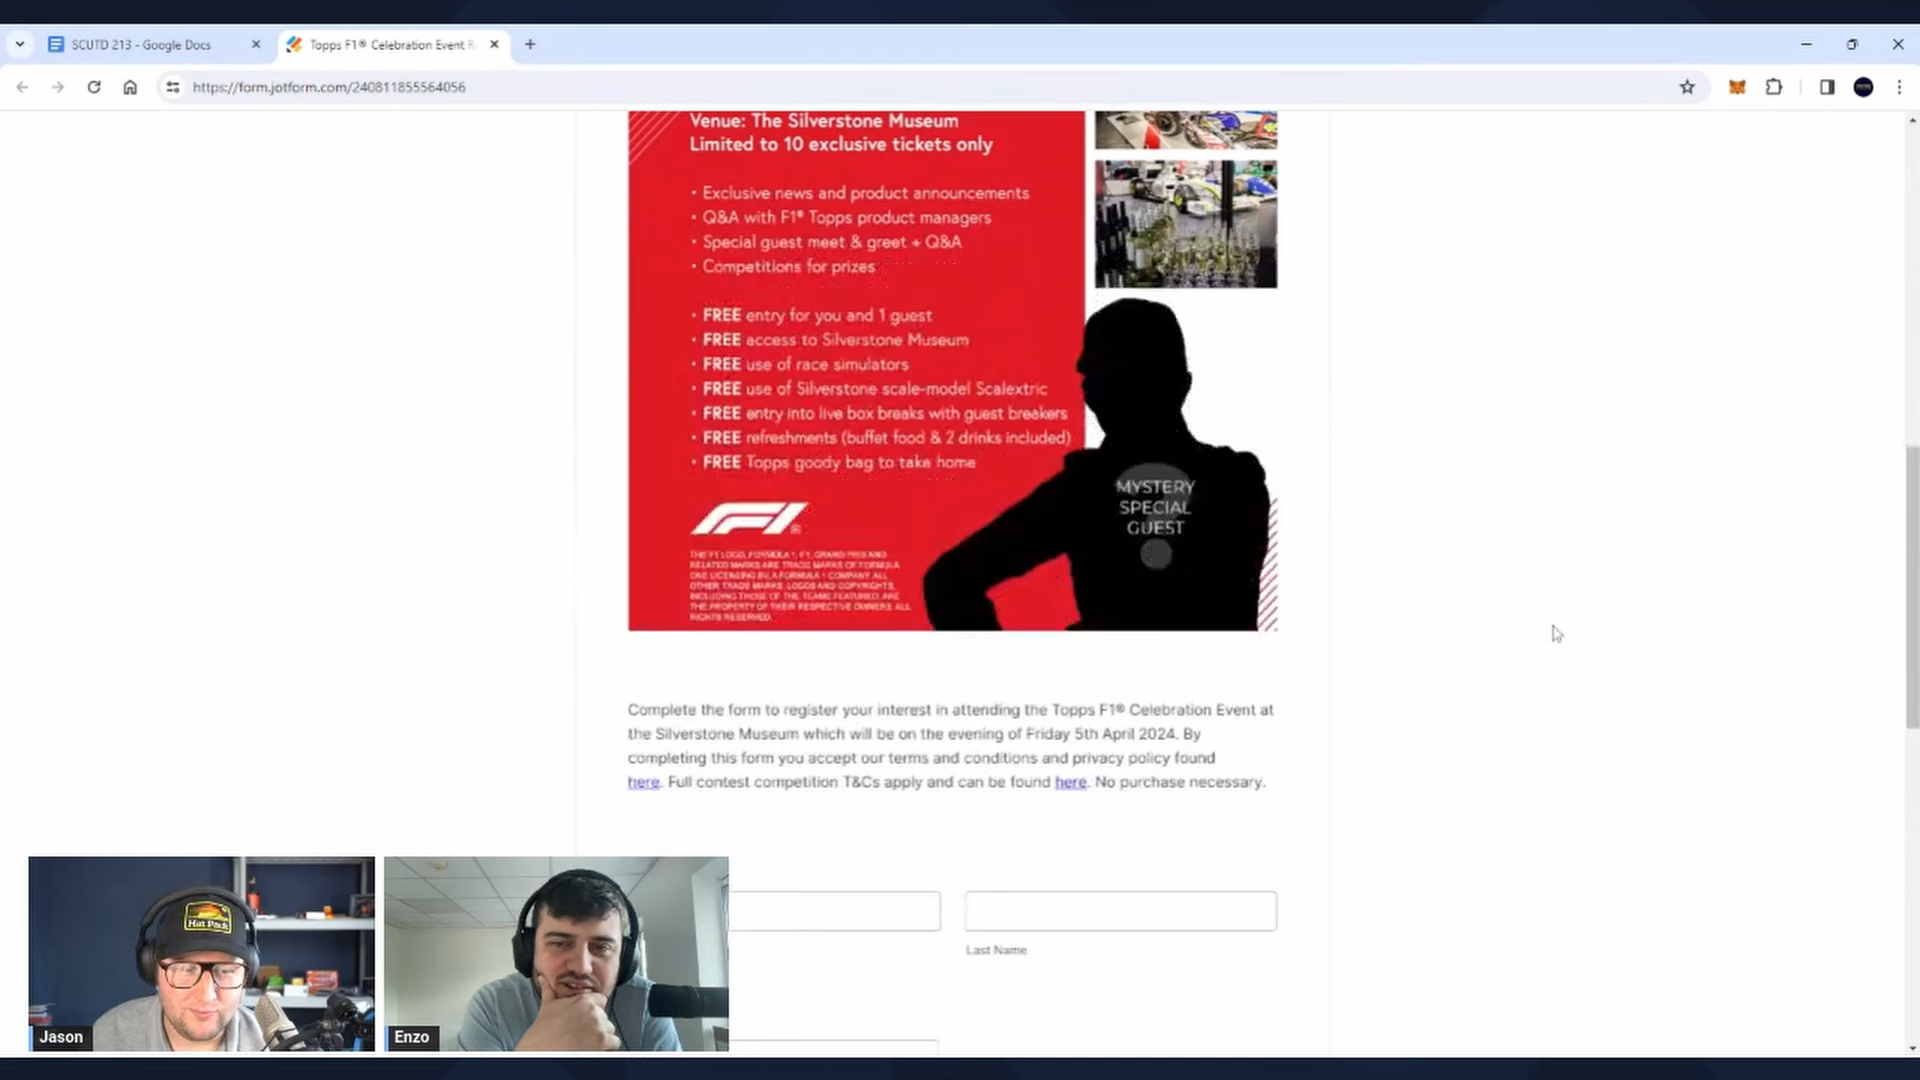 SCUTD 213 - Google Docs
Topps F1® Celebration Event R
https://form.jotform.com/240811855564056
Venue: The Silverstone Museum
Limited to 10 exclusive tickets only
• Exclusive news and product announcements
• Q&A with F1® Topps product managers
• Special guest meet & greet + Q&A
• Competitions for prizes
• FREE entry for you and 1 guest
• FREE access to Silverstone Museum
• FREE use of race simulators
• FREE use of Silverstone scale-model Scalextric
• FREE entry into live box breaks with guest breakers
• FREE refreshments (buffet food & 2 drinks included)
• FREE Topps goody bag to take home
MYSTERY
SPECIAL
GUEST
F1®
THE F1 LOGO, FORMULA 1, F1, GRAND PRIX AND
RELATED MARKS ARE TRADE MARKS OF FORMULA
ONE LICENSING BV, A FORMULA 1 COMPANY. ALL
OTHER TRADE MARKS, LOGOS AND COPYRIGHTS,
INCLUDING THOSE OF THE TEAMS FEATURED, ARE
THE PROPERTY OF THEIR RESPECTIVE OWNERS. ALL
RIGHTS RESERVED.
Complete the form to register your interest in attending the Topps F1® Celebration Event at
the Silverstone Museum which will be on the evening of Friday 5th April 2024. By
completing this form you accept our terms and conditions and privacy policy found
here. Full contest competition T&Cs apply and can be found here. No purchase necessary.
Last Name
Hat Pack
Jason
Enzo